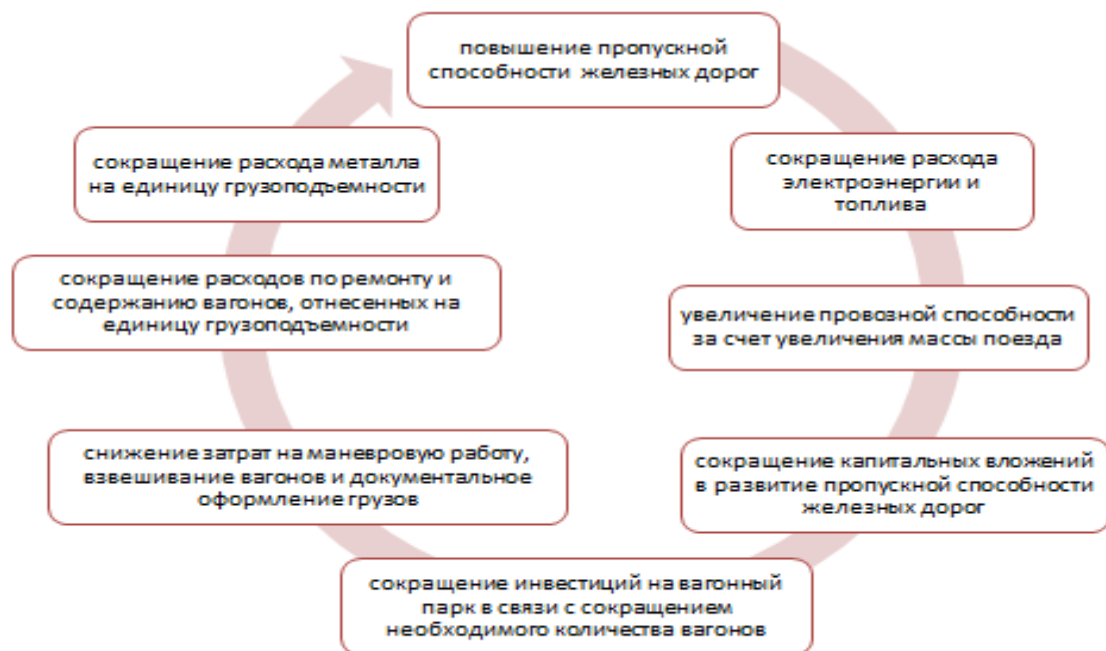 повышение пропускной
способности железных дорог
сокращение расхода
электроэнергии и
топлива
увеличение провозной способности
за счет увеличения массы поезда
сокращение капитальных вложений
в развитие пропускной способности
железных дорог
сокращение инвестиций на вагонный
парк в связи с сокращением
необходимого количества вагонов
снижение затрат на маневровую работу,
взвешивание вагонов и документальное
оформление грузов
сокращение расходов по ремонту и
содержанию вагонов, отнесенных на
единицу грузоподъемности
сокращение расхода металла
на единицу грузоподъемности